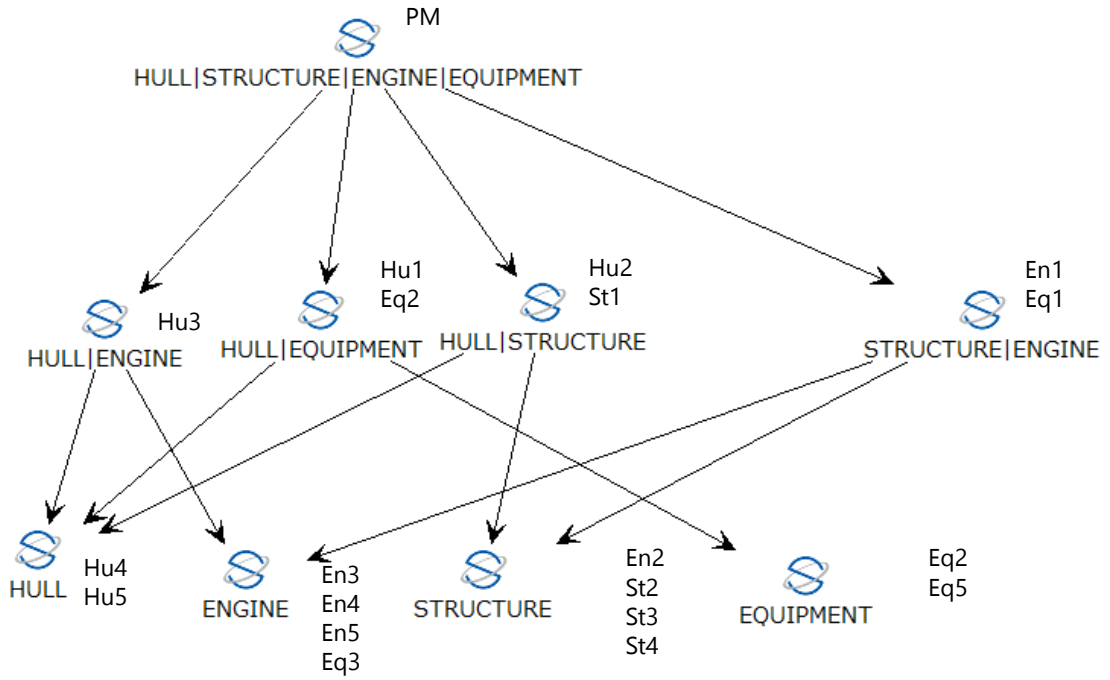 PM
HULL|STRUCTURE|ENGINE|EQUIPMENT
Hu3
HULL|ENGINE
Hu1
Eq2
HULL|EQUIPMENT
Hu2
St1
HULL|STRUCTURE
En1
Eq1
STRUCTURE|ENGINE
HULL
Hu4
Hu5
ENGINE
En3
En4
En5
Eq3
STRUCTURE
En2
St2
St3
St4
EQUIPMENT
Eq2
Eq5